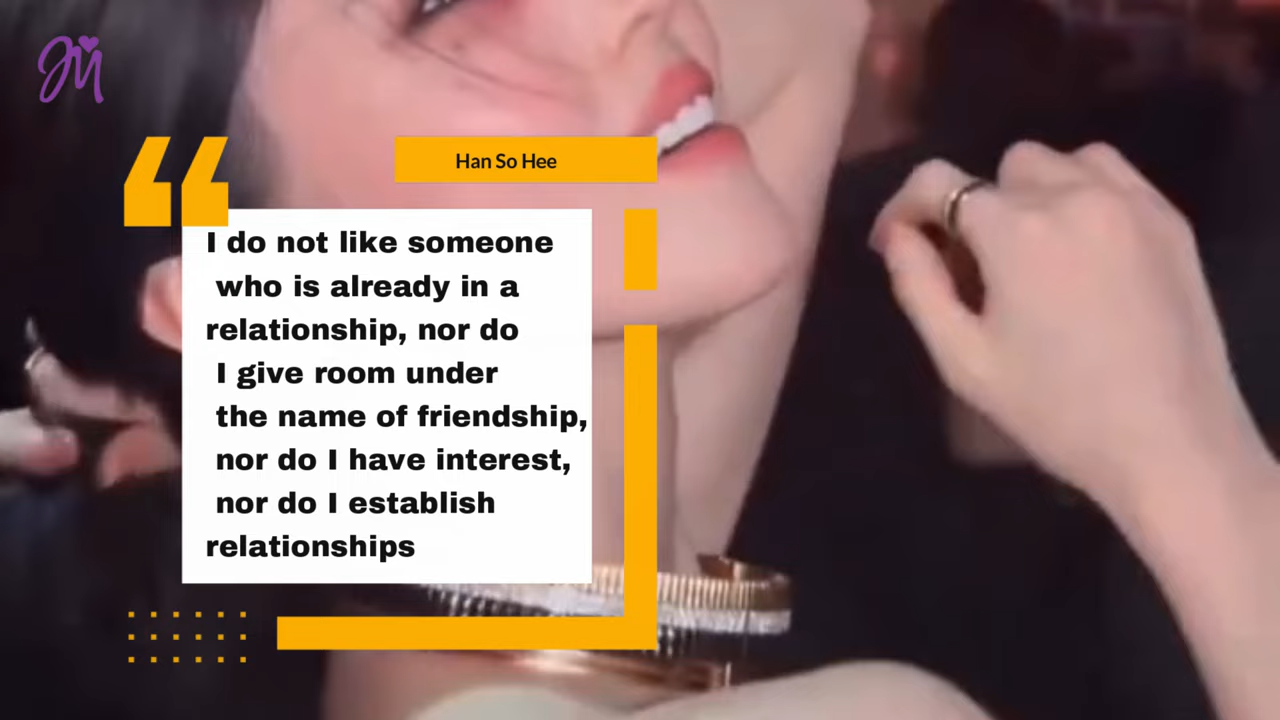 JM
Han So Hee
I do not like someone
who is already in a
relationship, nor do
I give room under
the name of friendship,
nor do I have interest,
nor do I establish
relationships